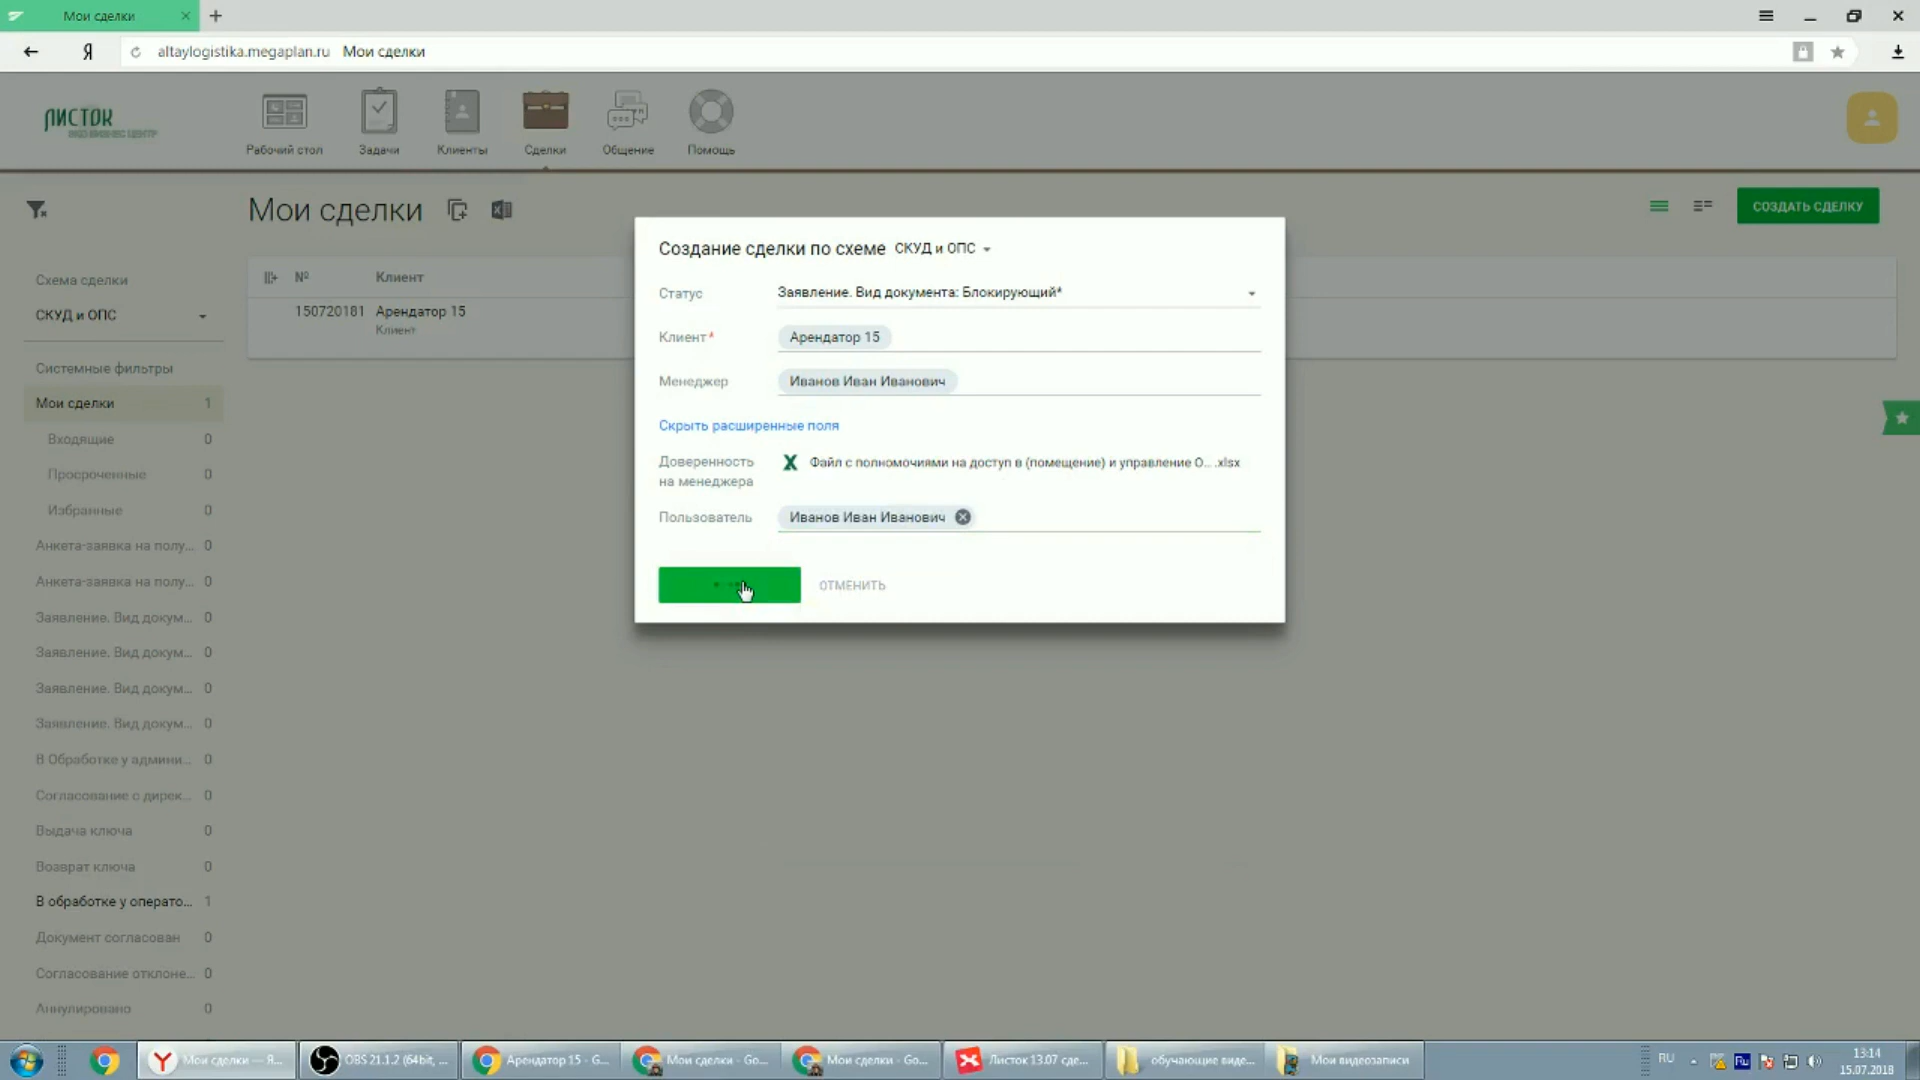 Мои сделки
Я
altaylogistika.megaplan.ru Мои сделки
ЛИСТОК
БИЗНЕС ЦЕНТР
Рабочий стол
Задачи
Клиенты
Сделки
Общение
Помощь
Мои сделки
СОЗДАТЬ СДЕЛКУ
Схема сделки
СКУД и ОПС
Системные фильтры
Мои сделки 1
Входящие 0
Просроченные 0
Избранные 0
Анкета-заявка на полу... 0
Анкета-заявка на полу... 0
Заявление. Вид докум... 0
Заявление. Вид докум... 0
Заявление. Вид докум... 0
Заявление. Вид докум... 0
В Обработке у админи... 0
Согласование с дирек... 0
Выдача ключа 0
Возврат ключа 0
В обработке у операто... 1
Документ согласован 0
Согласование отклоне... 0
Аннулировано 0
№ Клиент
150720181 Арендатор 15
Клиент
Создание сделки по схеме СКУД и ОПС
Статус Заявление. Вид документа: Блокирующий*
Клиент* Арендатор 15
Менеджер Иванов Иван Иванович
Скрыть расширенные поля
Доверенность на менеджера Файл с полномочиями на доступ в (помещение) и управление О... .xlsx
Пользователь Иванов Иван Иванович
ОТМЕНИТЬ
Мои сделки — Я...
OBS 21.1.2 (64bit, ...
Арендатор 15 - G...
Мои сделки - Go...
Мои сделки - Go...
Листок 13.07 сде...
обучающие виде...
Мои видеозаписи
RU
Ru
13:14
15.07.2018